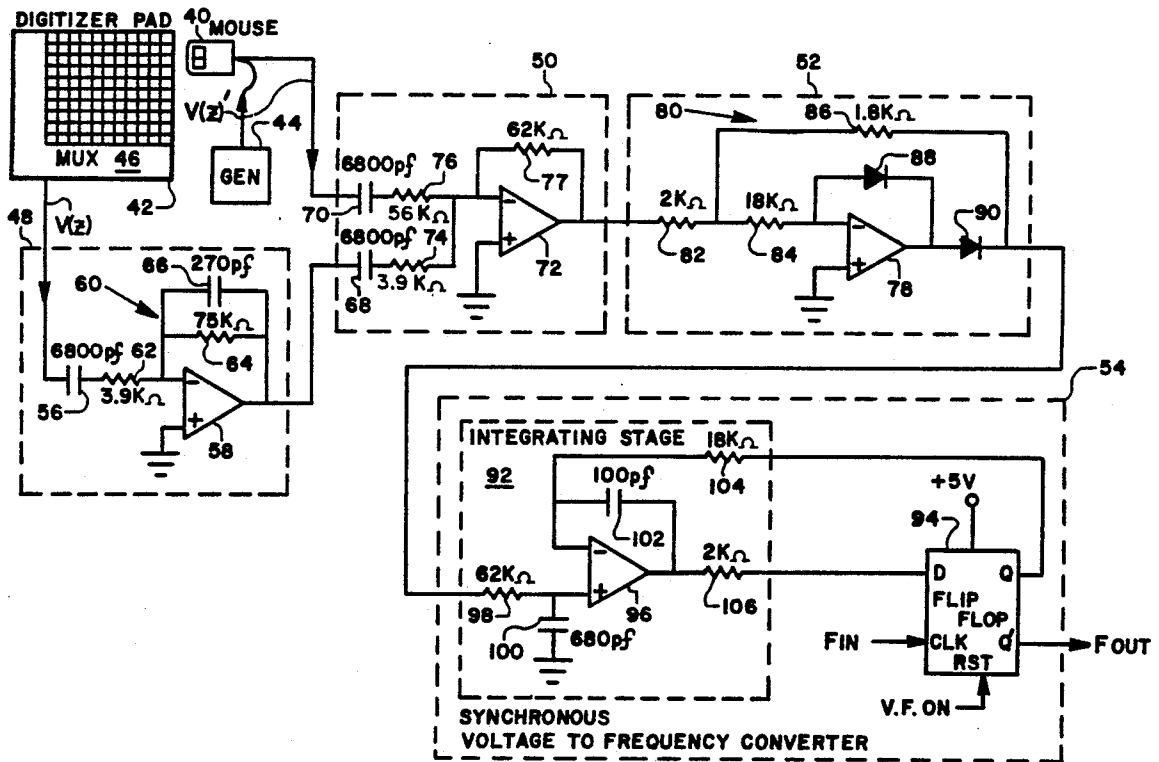 DIGITIZER PAD
40
MOUSE
V(z)'
44
GEN
MUX 46
42
48
V(z)
50
52
80
86
1.8KΩ
62KΩ
77
88
6800pf
76
70
56KΩ
6800pf
74
68
3.9KΩ
72
2KΩ
82
18KΩ
84
90
78
66
270pf
60
75KΩ
64
6800pf
62
56
3.9KΩ
58
54
INTEGRATING STAGE
92
18KΩ
104
100pf
102
+5V
94
62KΩ
98
2KΩ
106
96
100
680pf
D
Q
FLIP
FLOP
FIN
CLK
Q'
FOUT
RST
V.F. ON
SYNCHRONOUS
VOLTAGE TO FREQUENCY CONVERTER